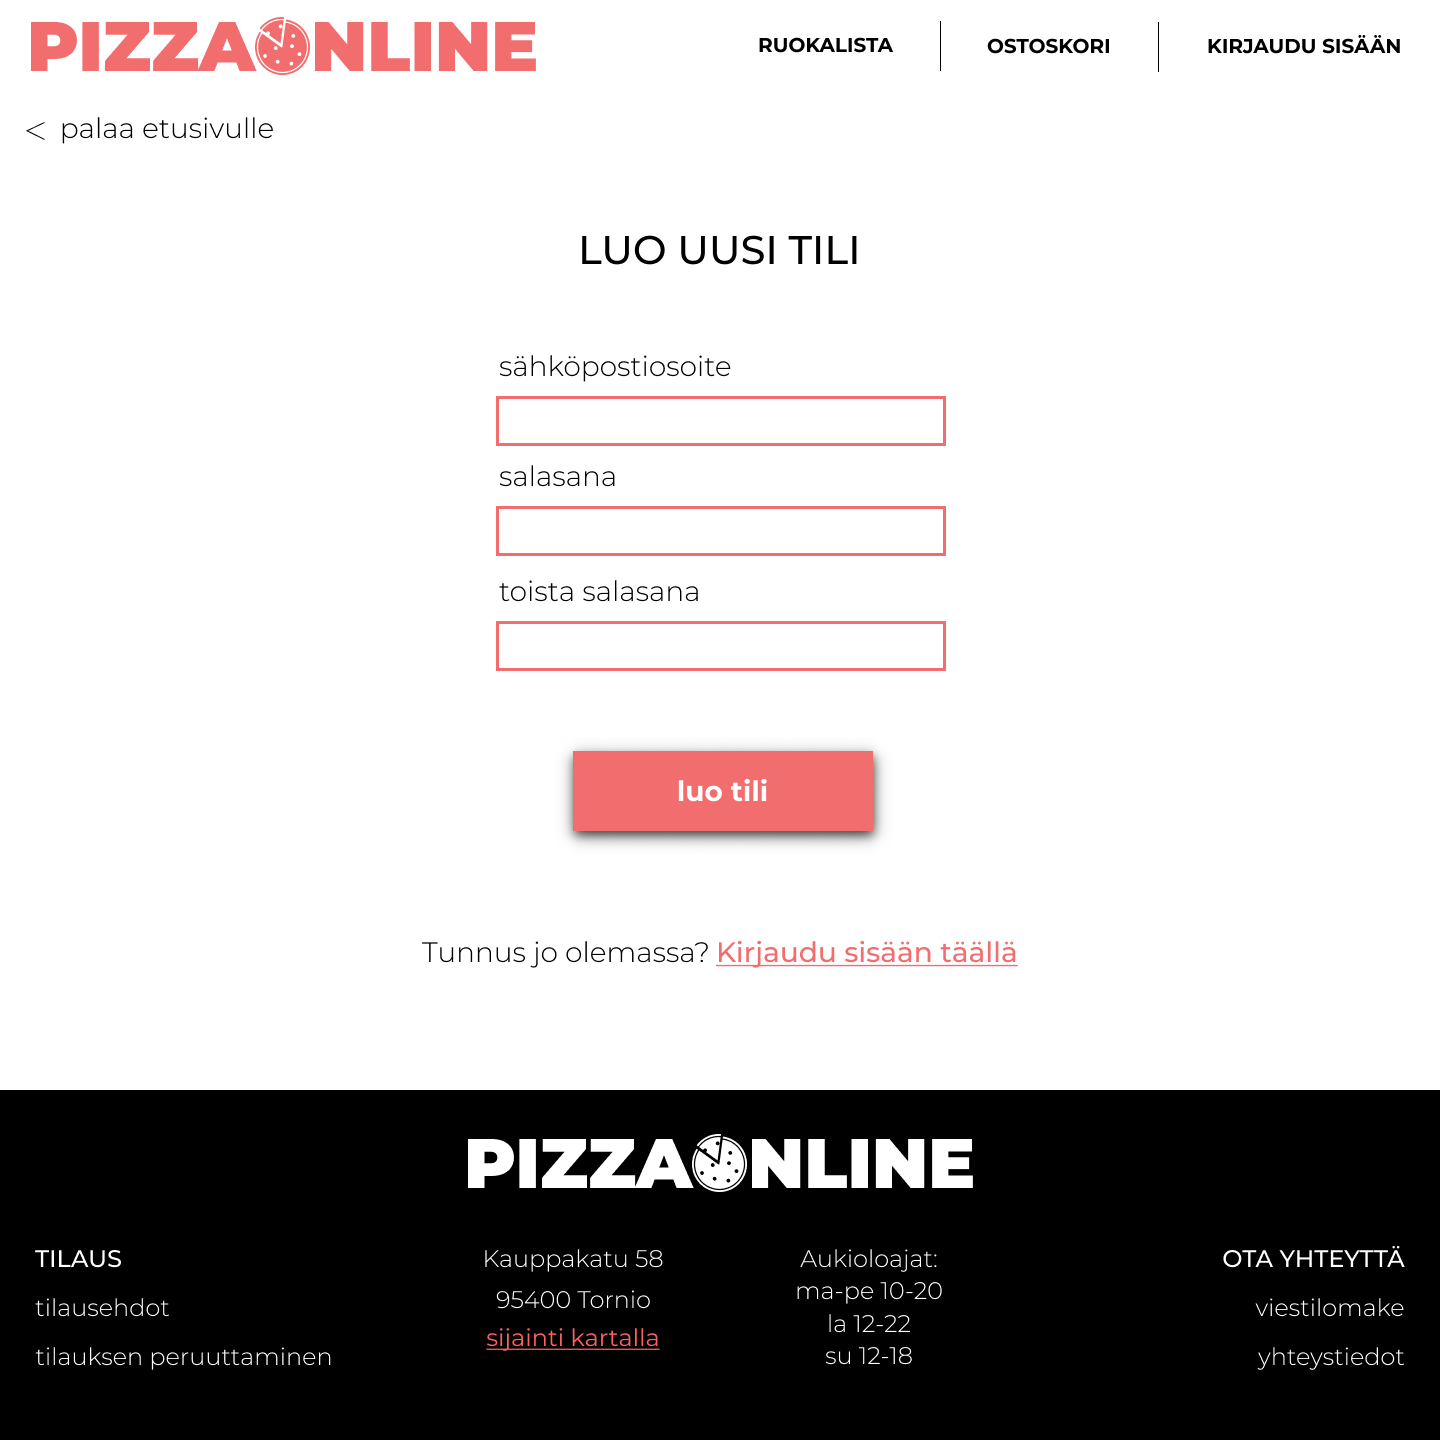 PIZZAONLINE
RUOKALISTA
OSTOSKORI
KIRJAUDU SISÄÄN
< palaa etusivulle
LUO UUSI TILI
sähköpostiosoite
salasana
toista salasana
luo tili
Tunnus jo olemassa? Kirjaudu sisään täällä
PIZZAONLINE
TILAUS
tilausehdot
tilauksen peruuttaminen
Kauppakatu 58
95400 Tornio
sijainti kartalla
Aukioloajat:
ma-pe 10-20
la 12-22
su 12-18
OTA YHTEYTTÄ
viestilomake
yhteystiedot